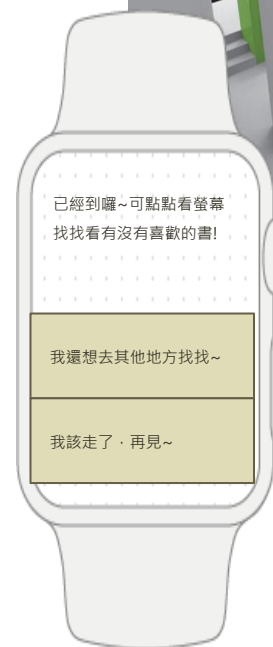 已經到囉~可點點看螢幕
找找看有沒有喜歡的書!
我還想去其他地方找找~
我該走了，再見~